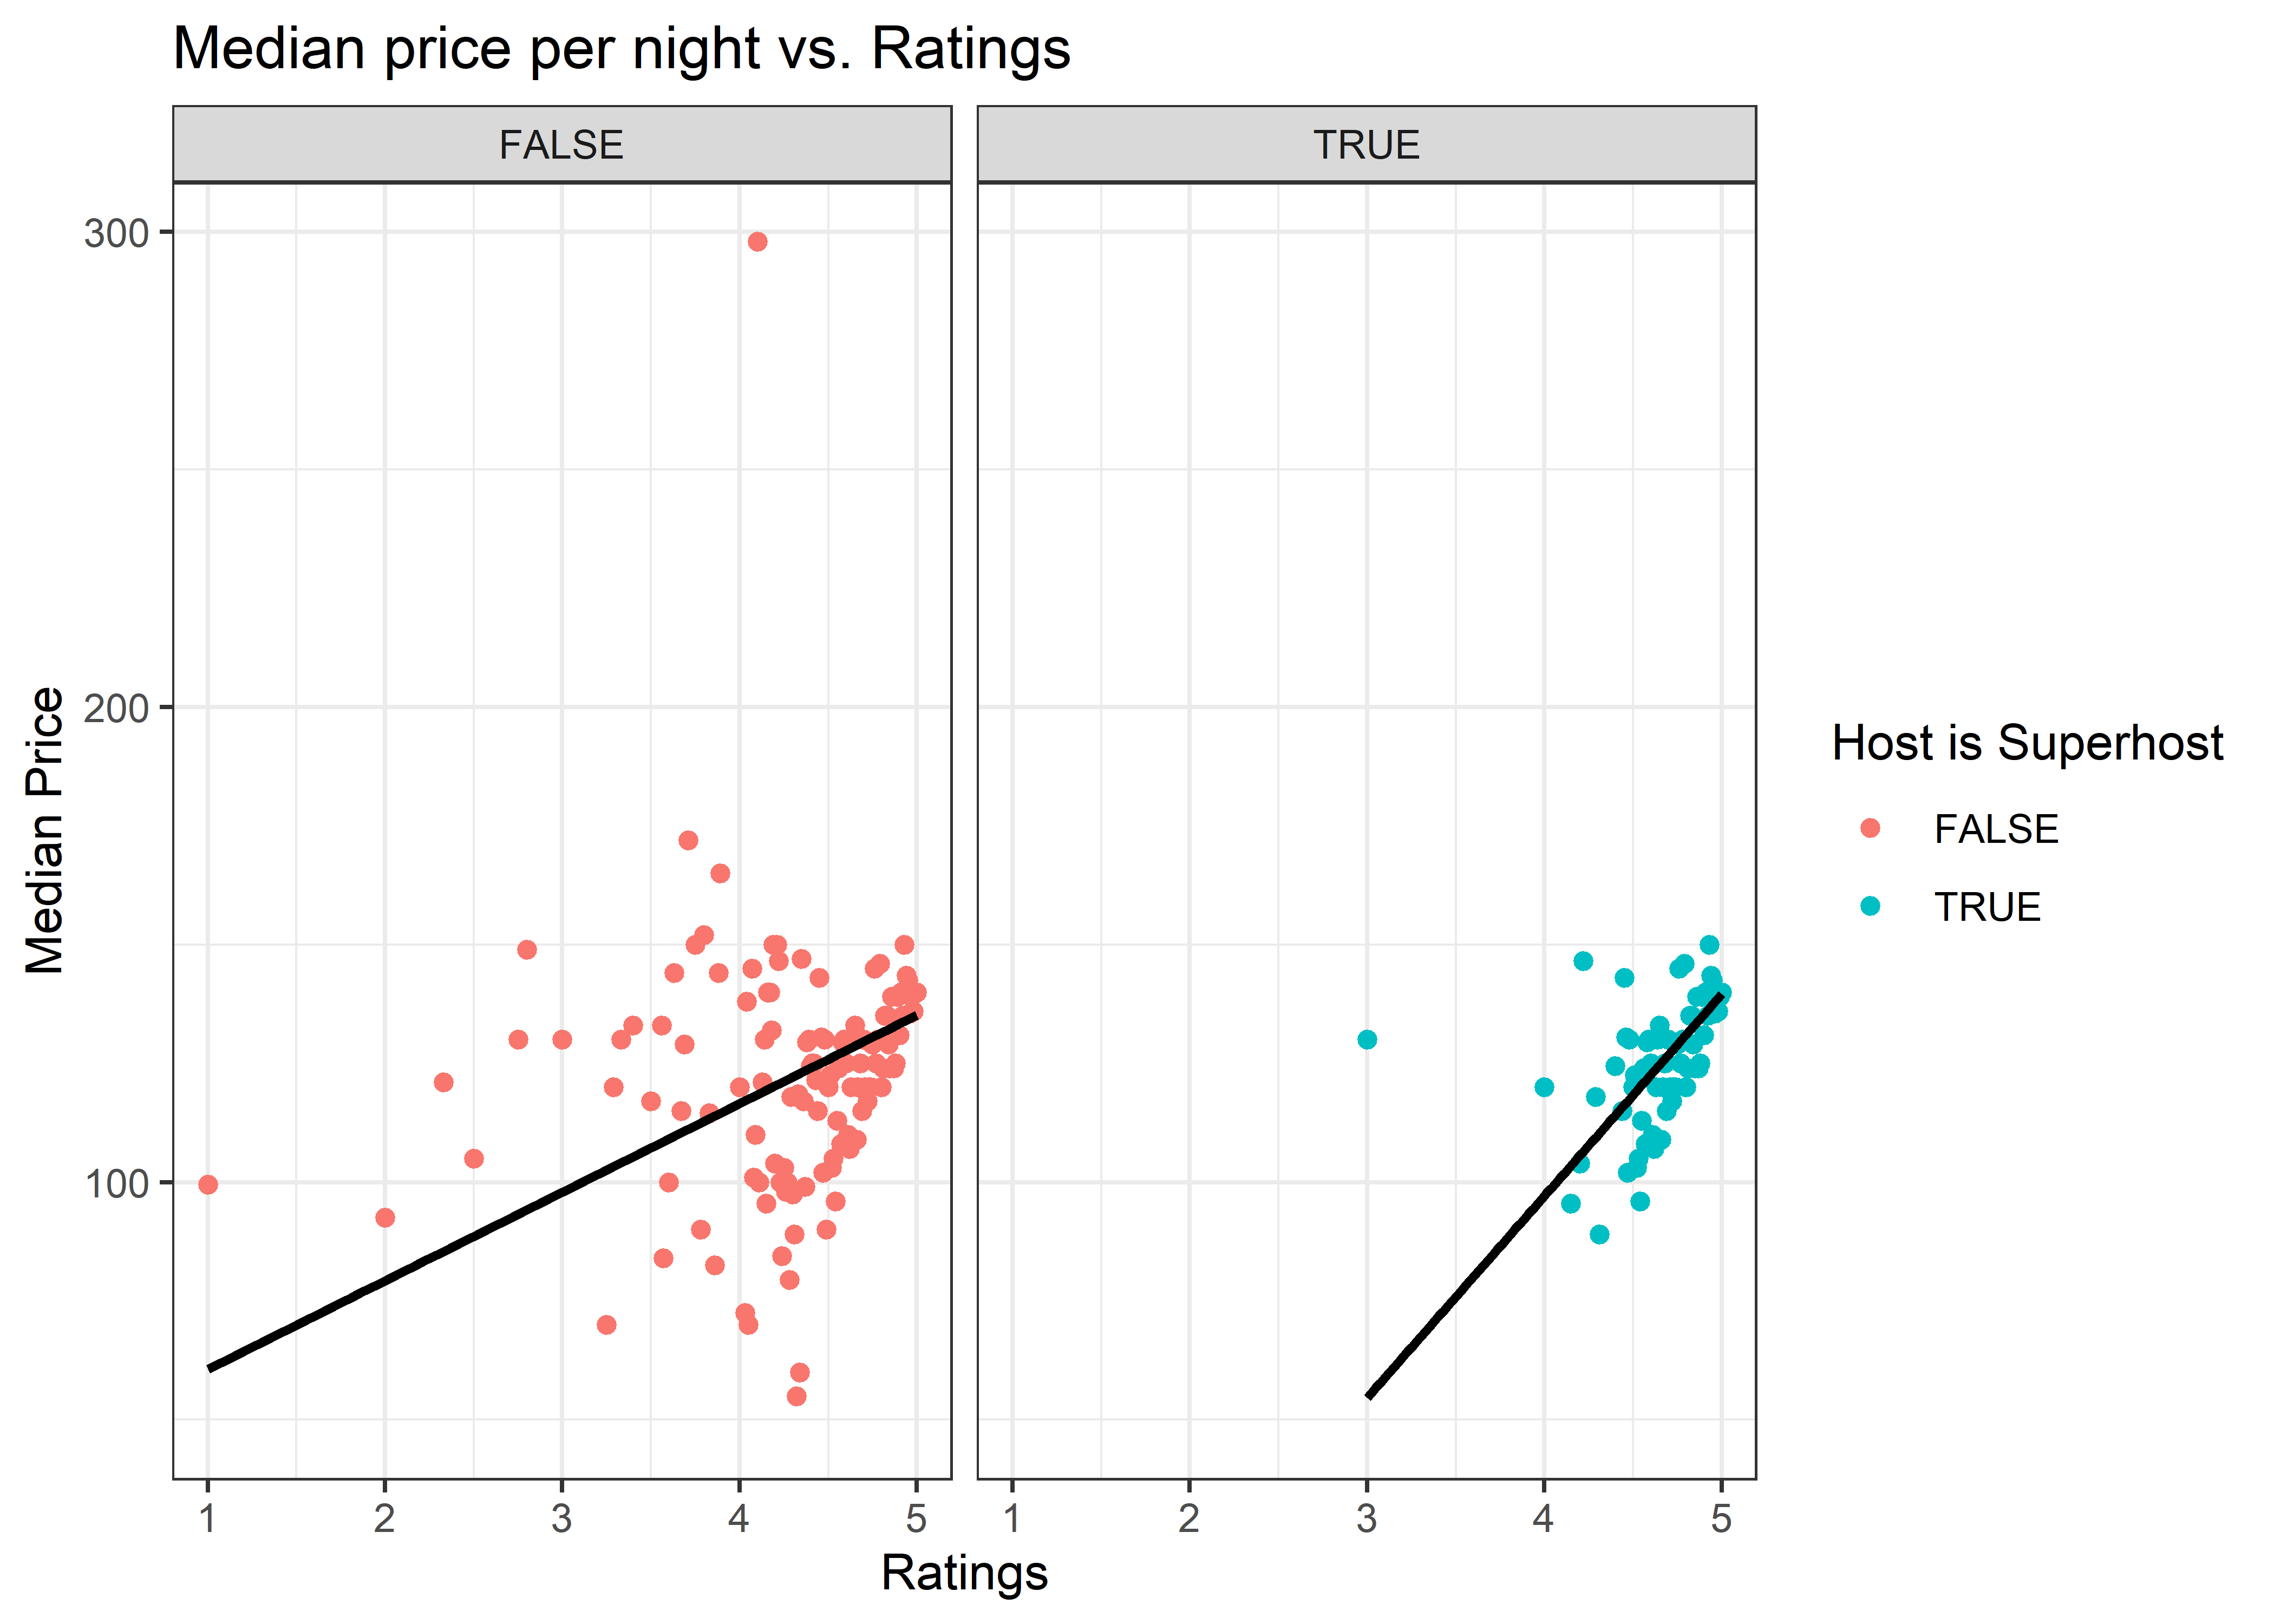 Median price per night vs. Ratings
FALSE
TRUE
300
200
100
Median Price
1 2 3 4 5
1 2 3 4 5
Ratings
Host is Superhost
FALSE
TRUE